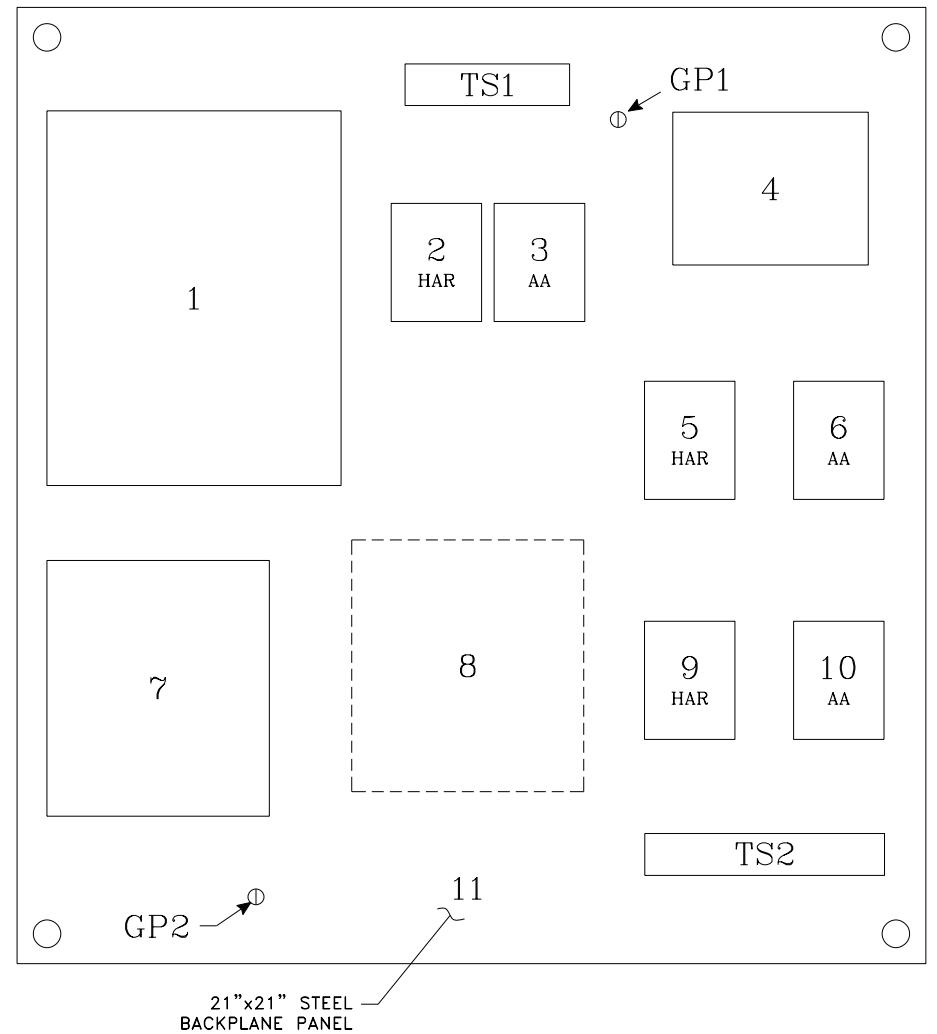 TS1
GP1
4
1
2
HAR
3
AA
5
HAR
6
AA
7
8
9
HAR
10
AA
TS2
11
GP2
21"x21" STEEL
BACKPLANE PANEL